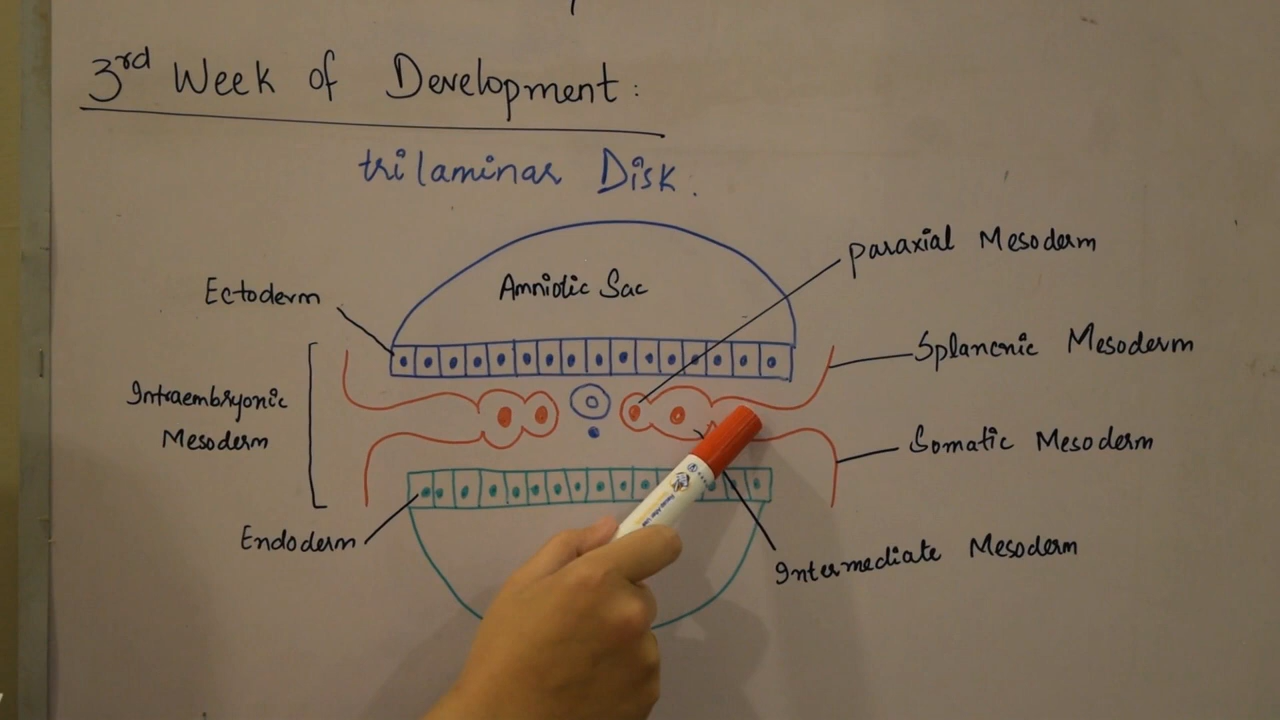 3rd Week of Development:
trilaminar Disk.
Paraxial Mesoderm
Ectoderm
Amniotic Sac
Splancnic Mesoderm
Intraembryonic
Mesoderm
Somatic Mesoderm
Endoderm
Intermediate Mesoderm